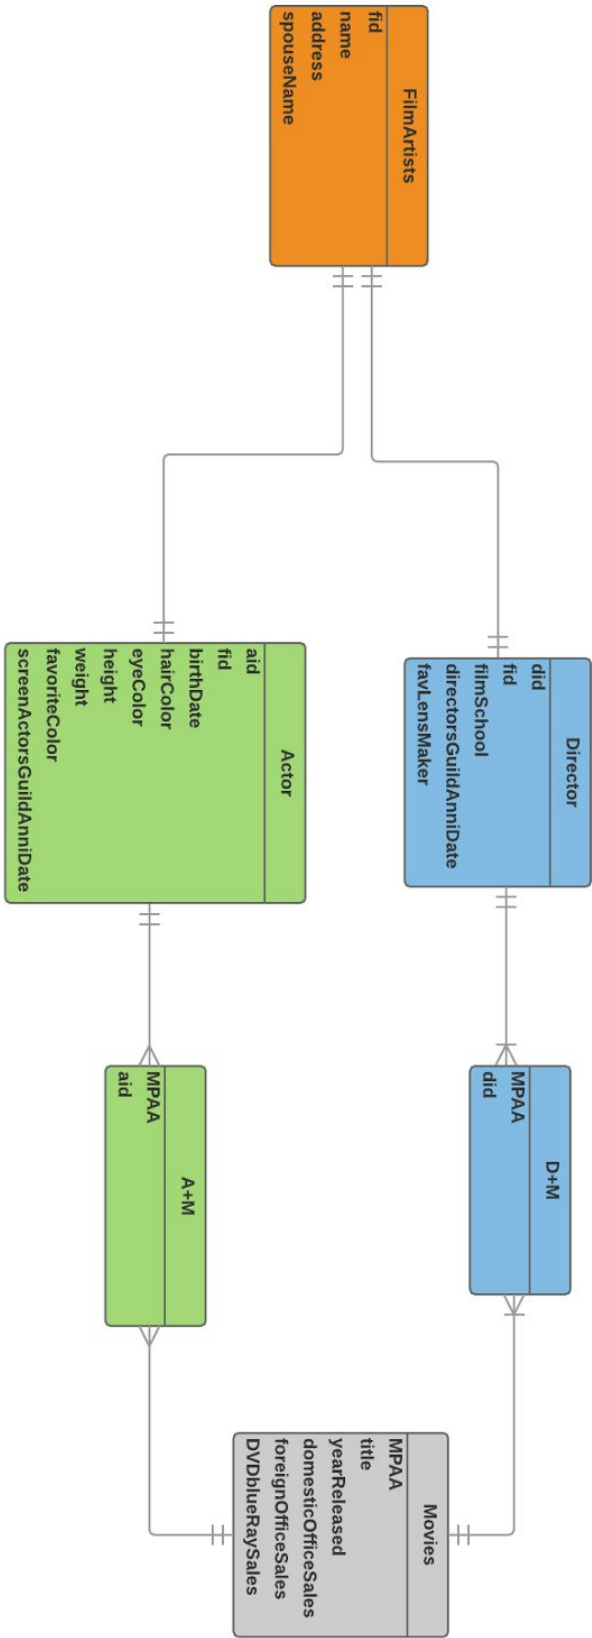 FilmArtists
fid
name
address
spouseName
Director
did
fid
filmSchool
directorsGuildAnniDate
favLensMaker
Actor
aid
fid
birthDate
hairColor
eyeColor
height
weight
favoriteColor
screenActorsGuildAnniDate
D+M
MPAA
did
A+M
MPAA
aid
Movies
MPAA
title
yearReleased
domesticOfficeSales
foreignOfficeSales
DVDblueRaySales